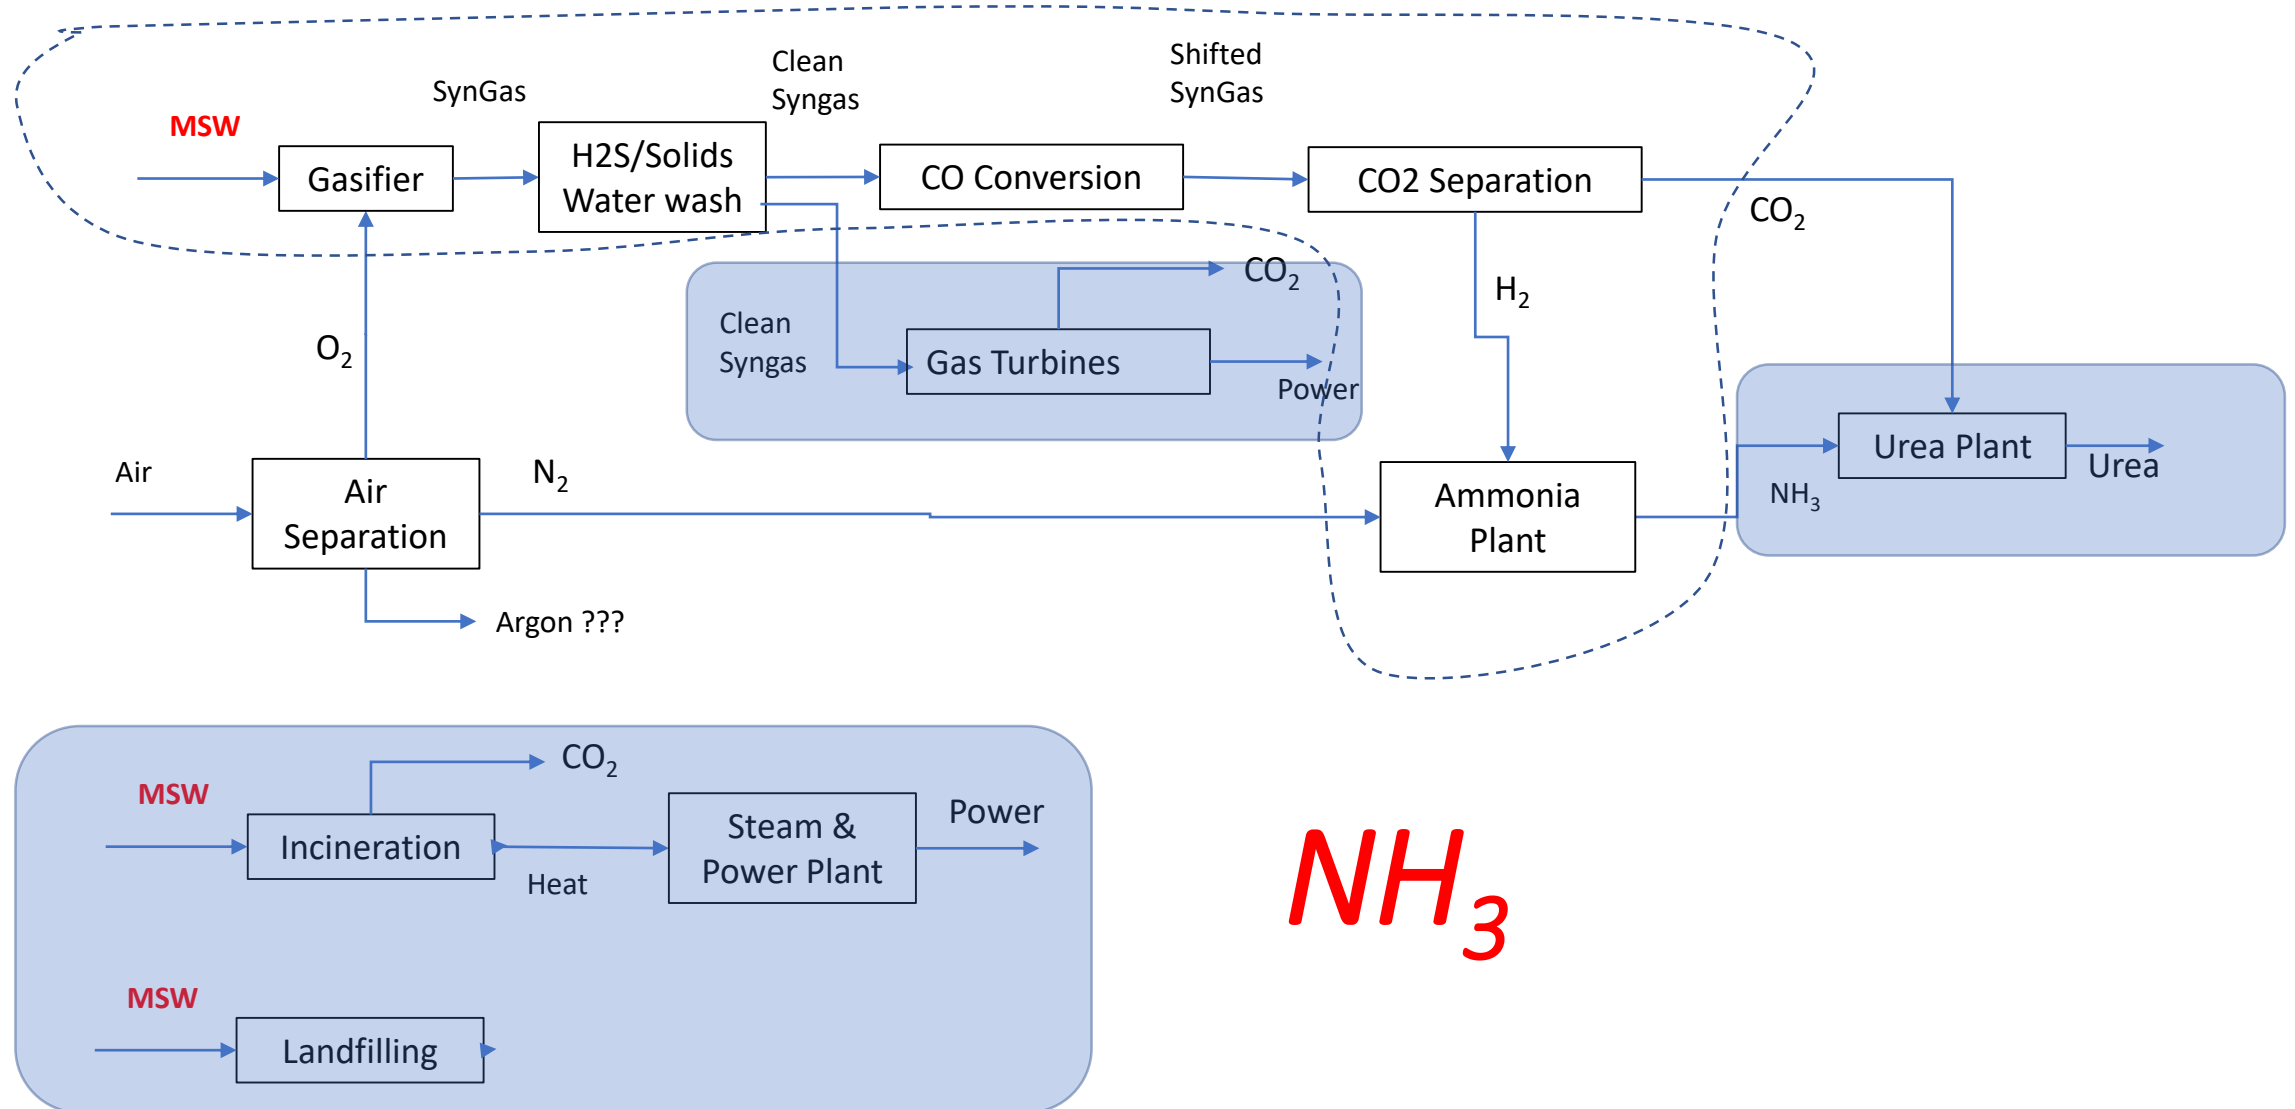 Clean
Syngas
Shifted
SynGas
SynGas
MSW
Gasifier
H2S/Solids
Water wash
CO Conversion
CO2 Separation
CO₂
CO₂
H₂
Clean
Syngas
Gas Turbines
Power
O₂
Air
Air
Separation
N₂
Ammonia
Plant
NH₃
Urea Plant
Urea
Argon ???
CO₂
MSW
Incineration
Heat
Steam &
Power Plant
Power
NH₃
MSW
Landfilling